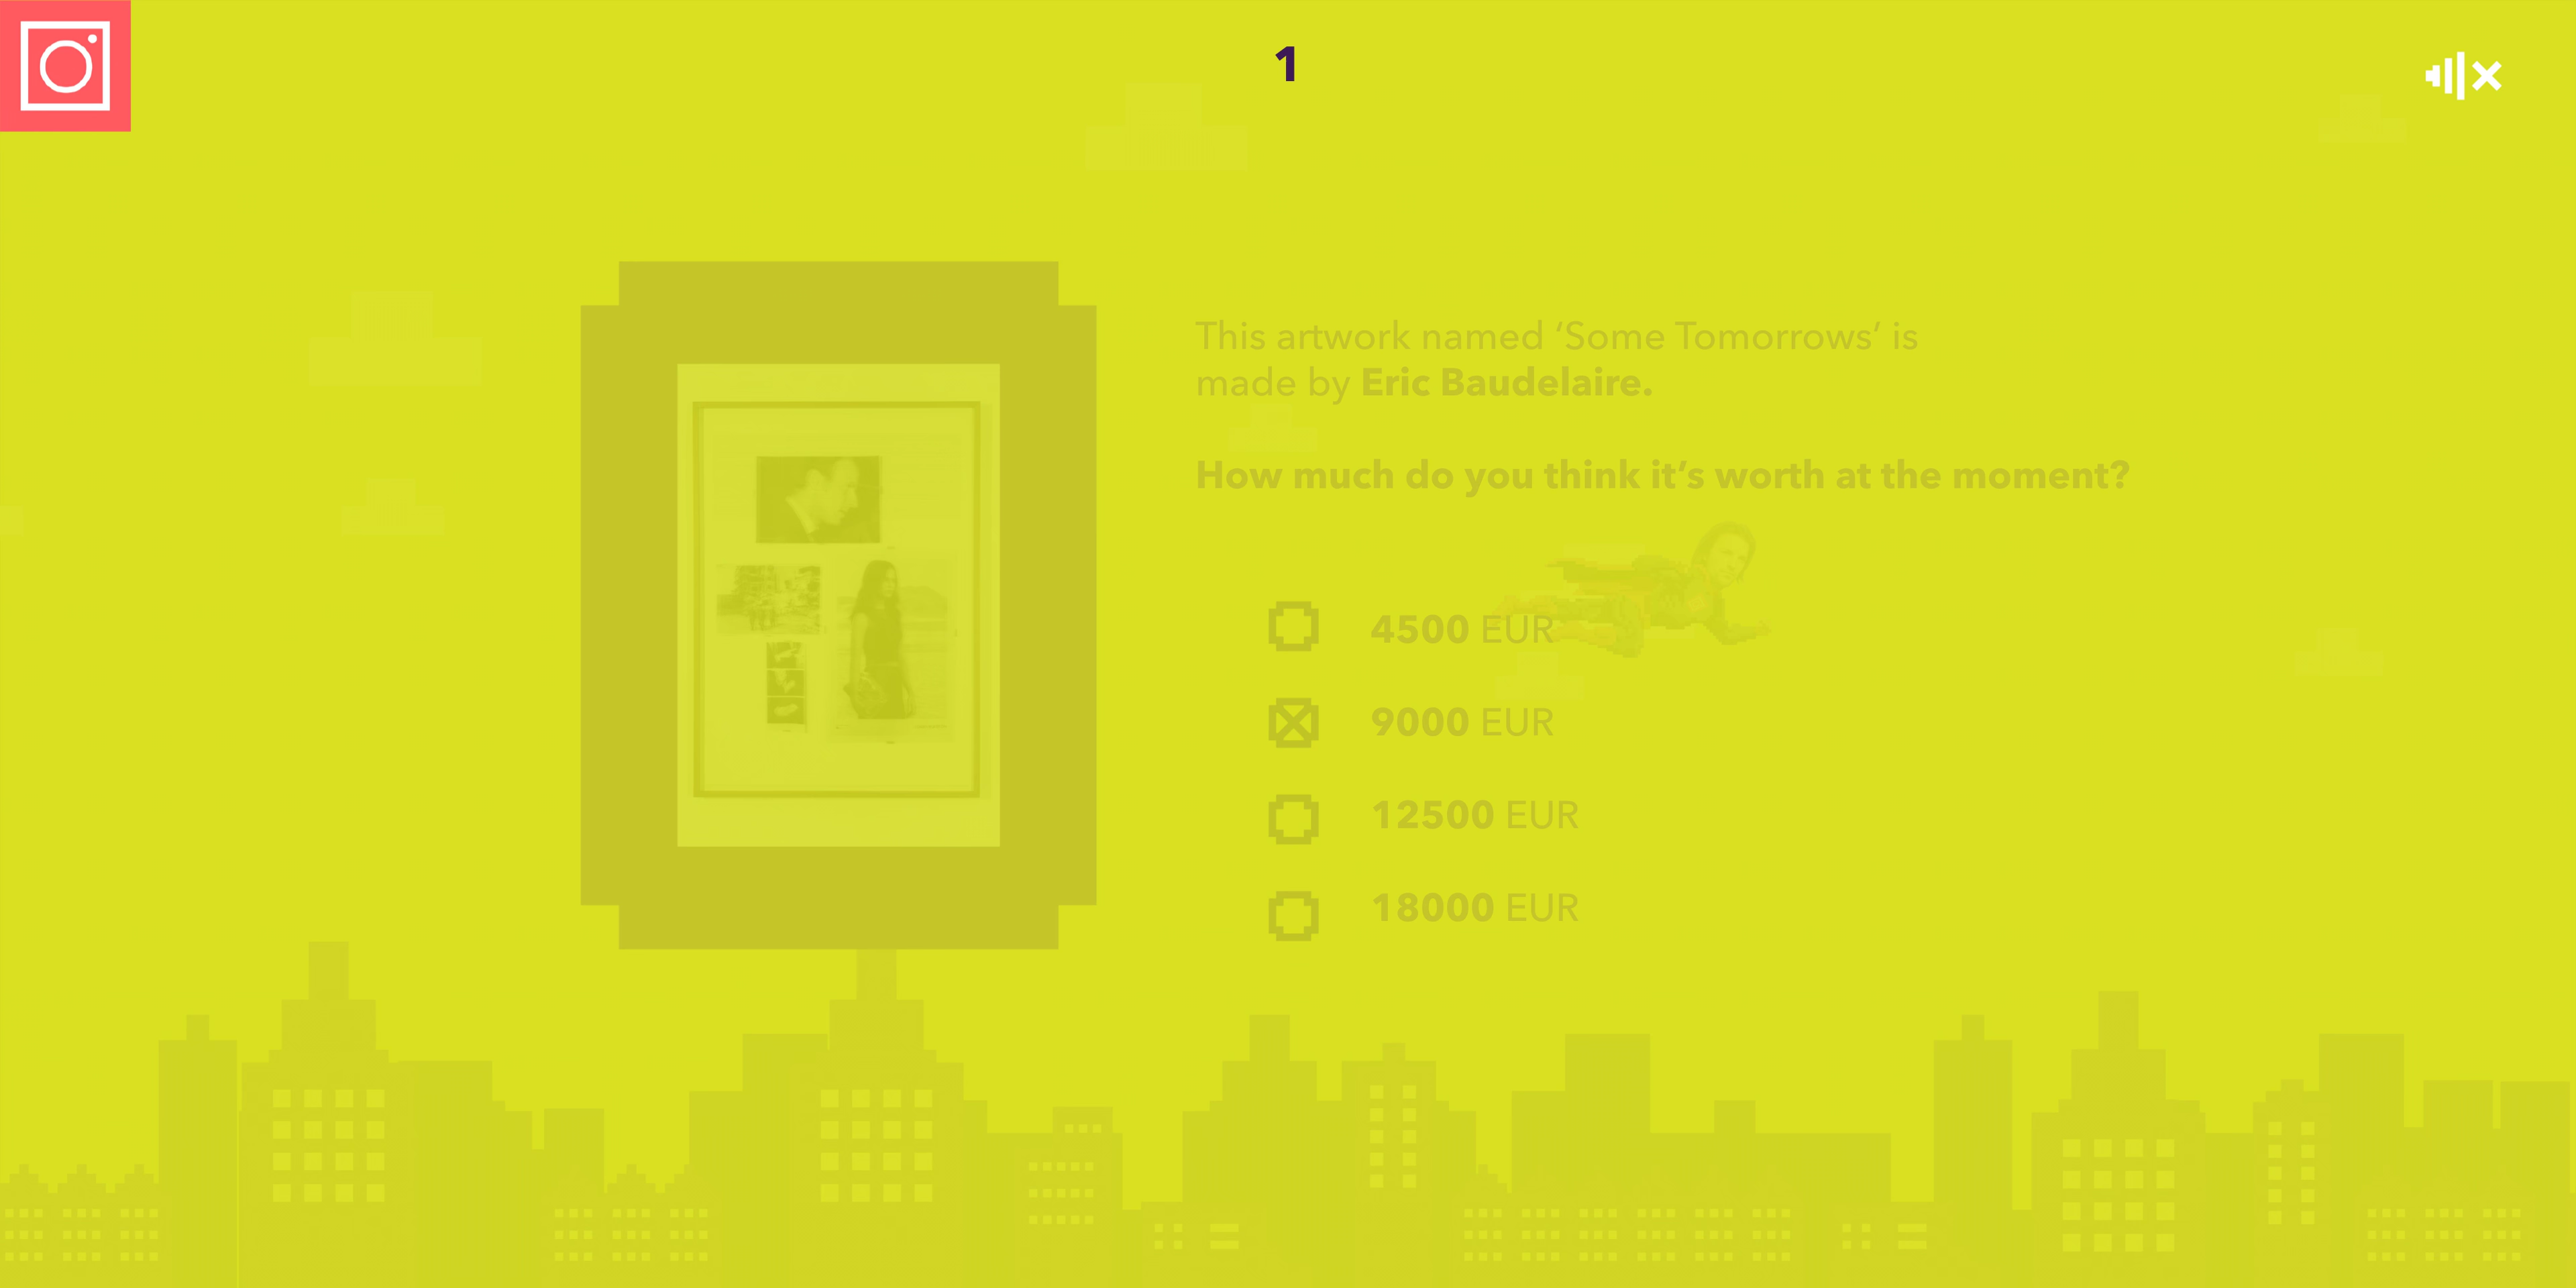 1
This artwork named ‘Some Tomorrows’ is
made by Eric Baudelaire.
How much do you think it’s worth at the moment?
4500 EUR
9000 EUR
12500 EUR
18000 EUR